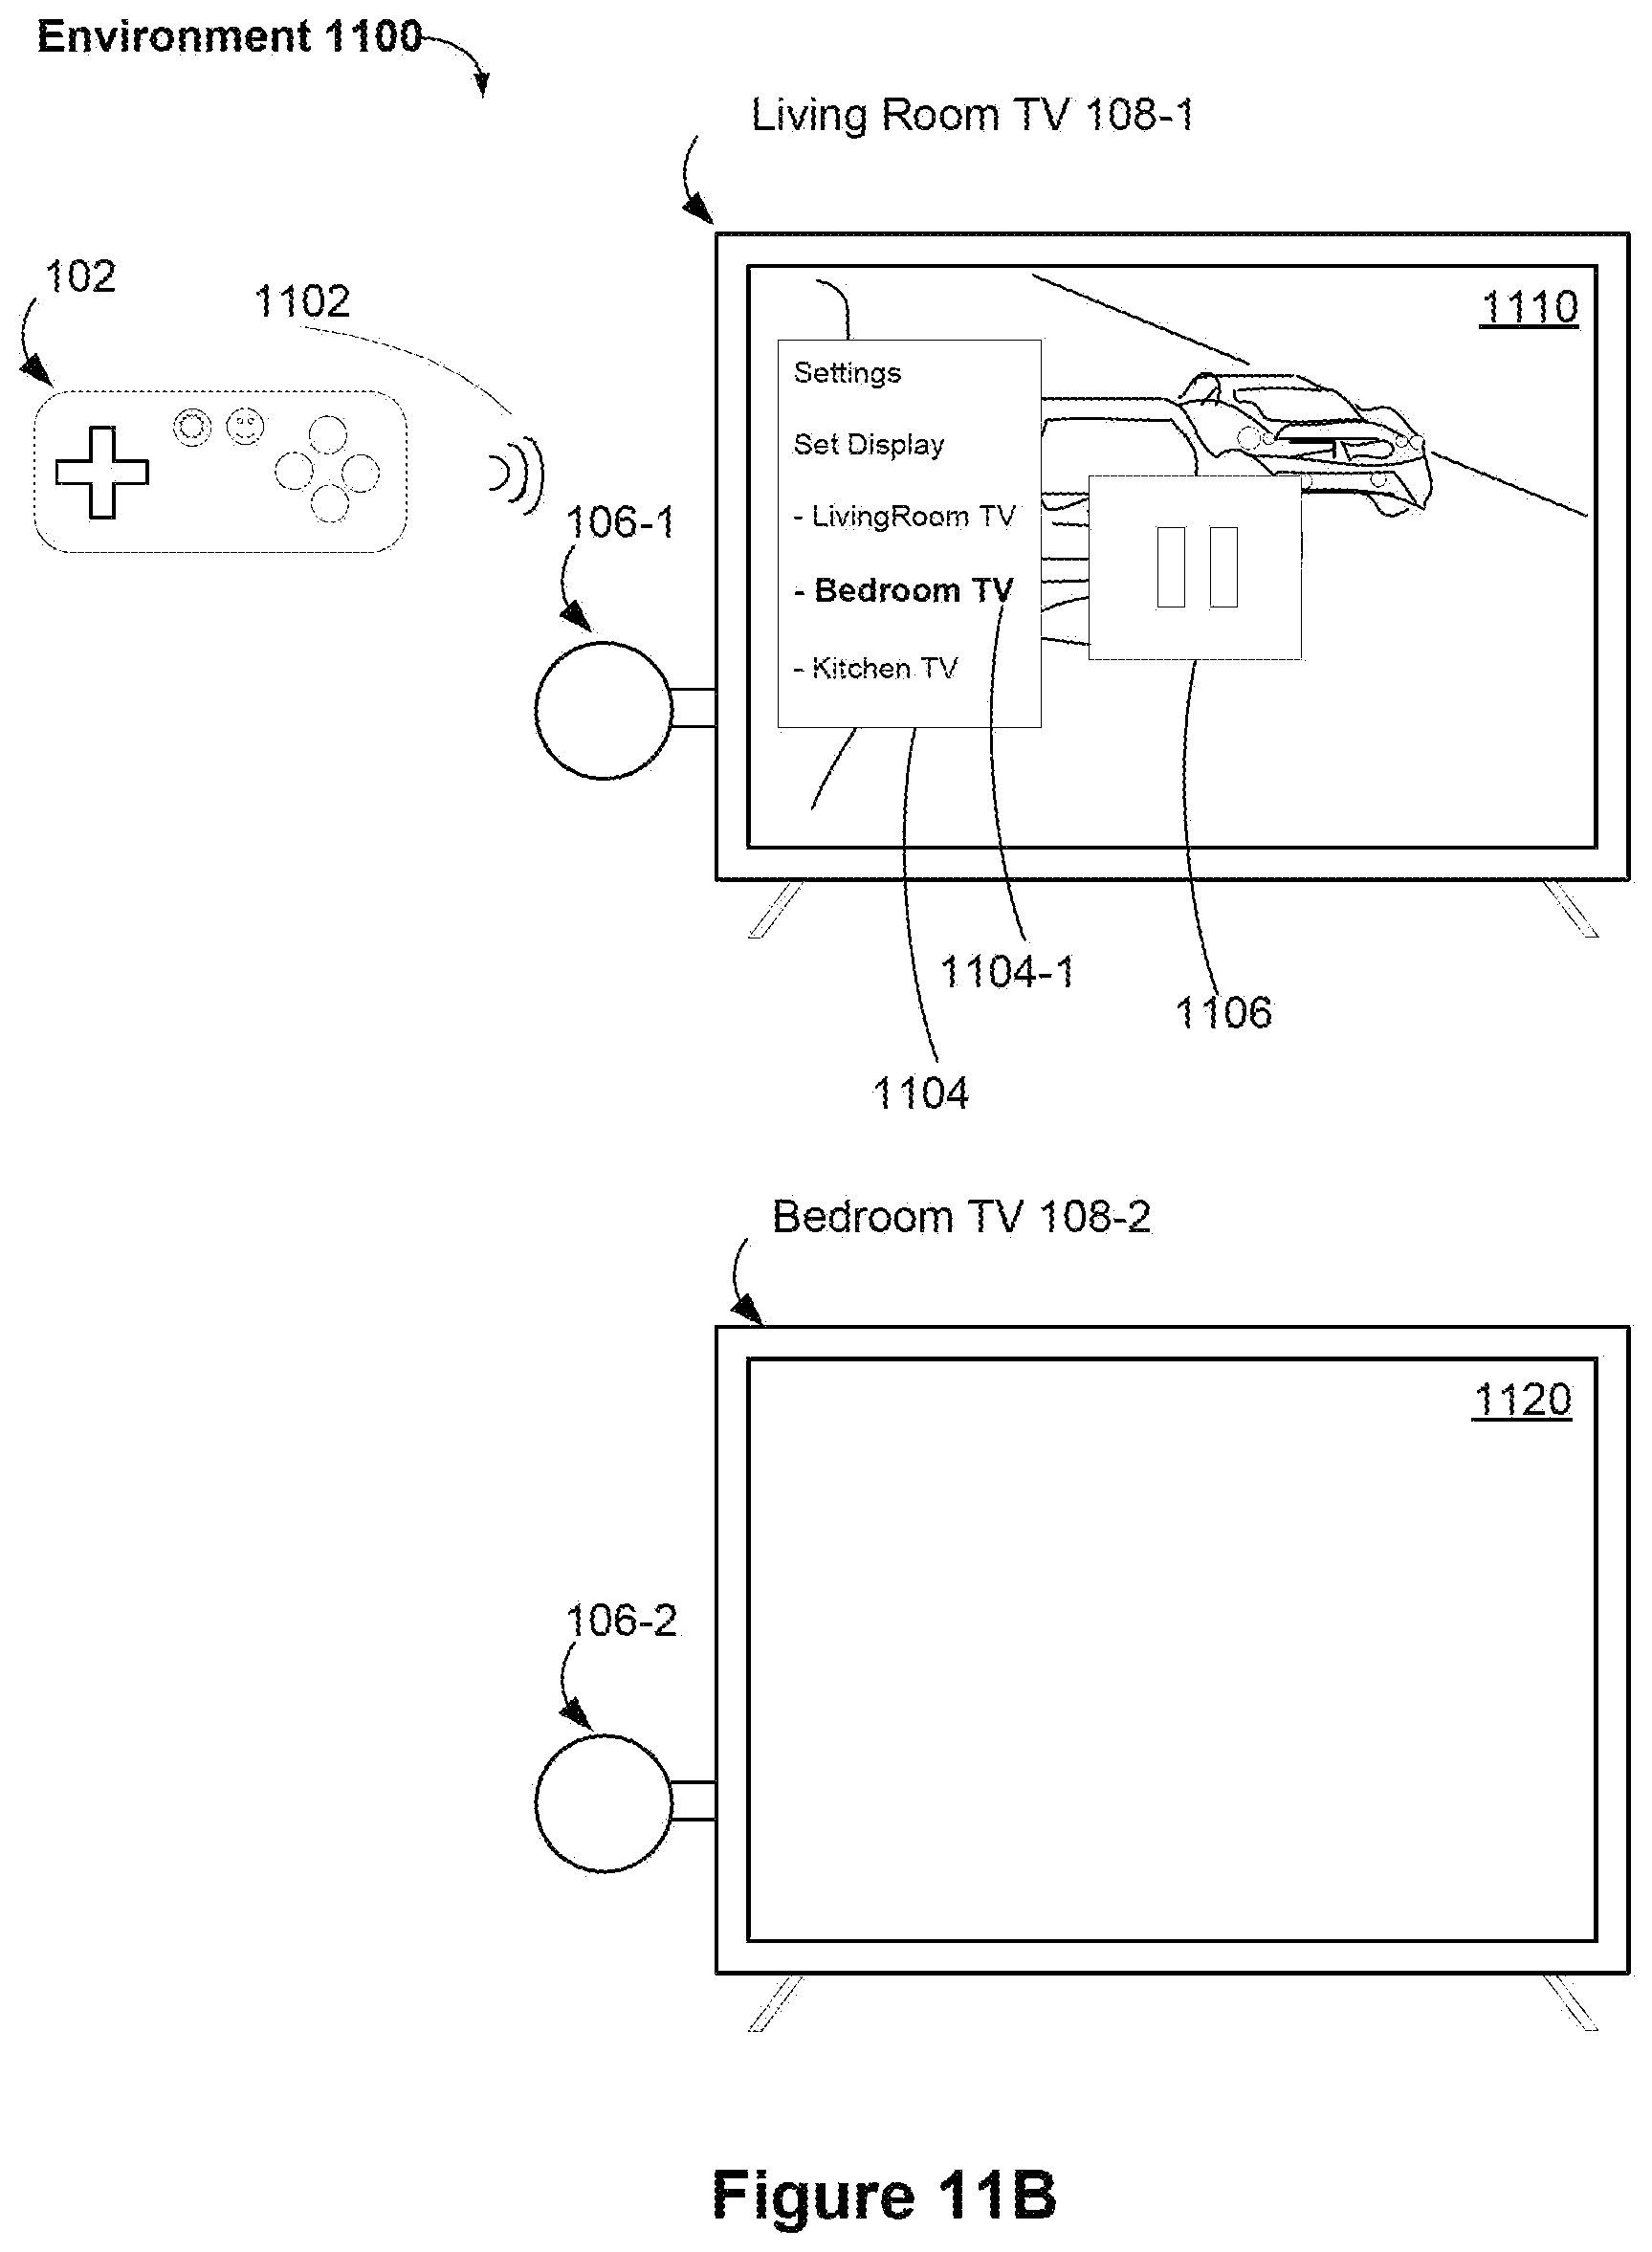 Environment 1100
Living Room TV 108-1
102
1102
1110
Settings
Set Display
- LivingRoom TV
- Bedroom TV
- Kitchen TV
106-1
1104-1
1106
1104
Bedroom TV 108-2
1120
106-2
Figure 11B